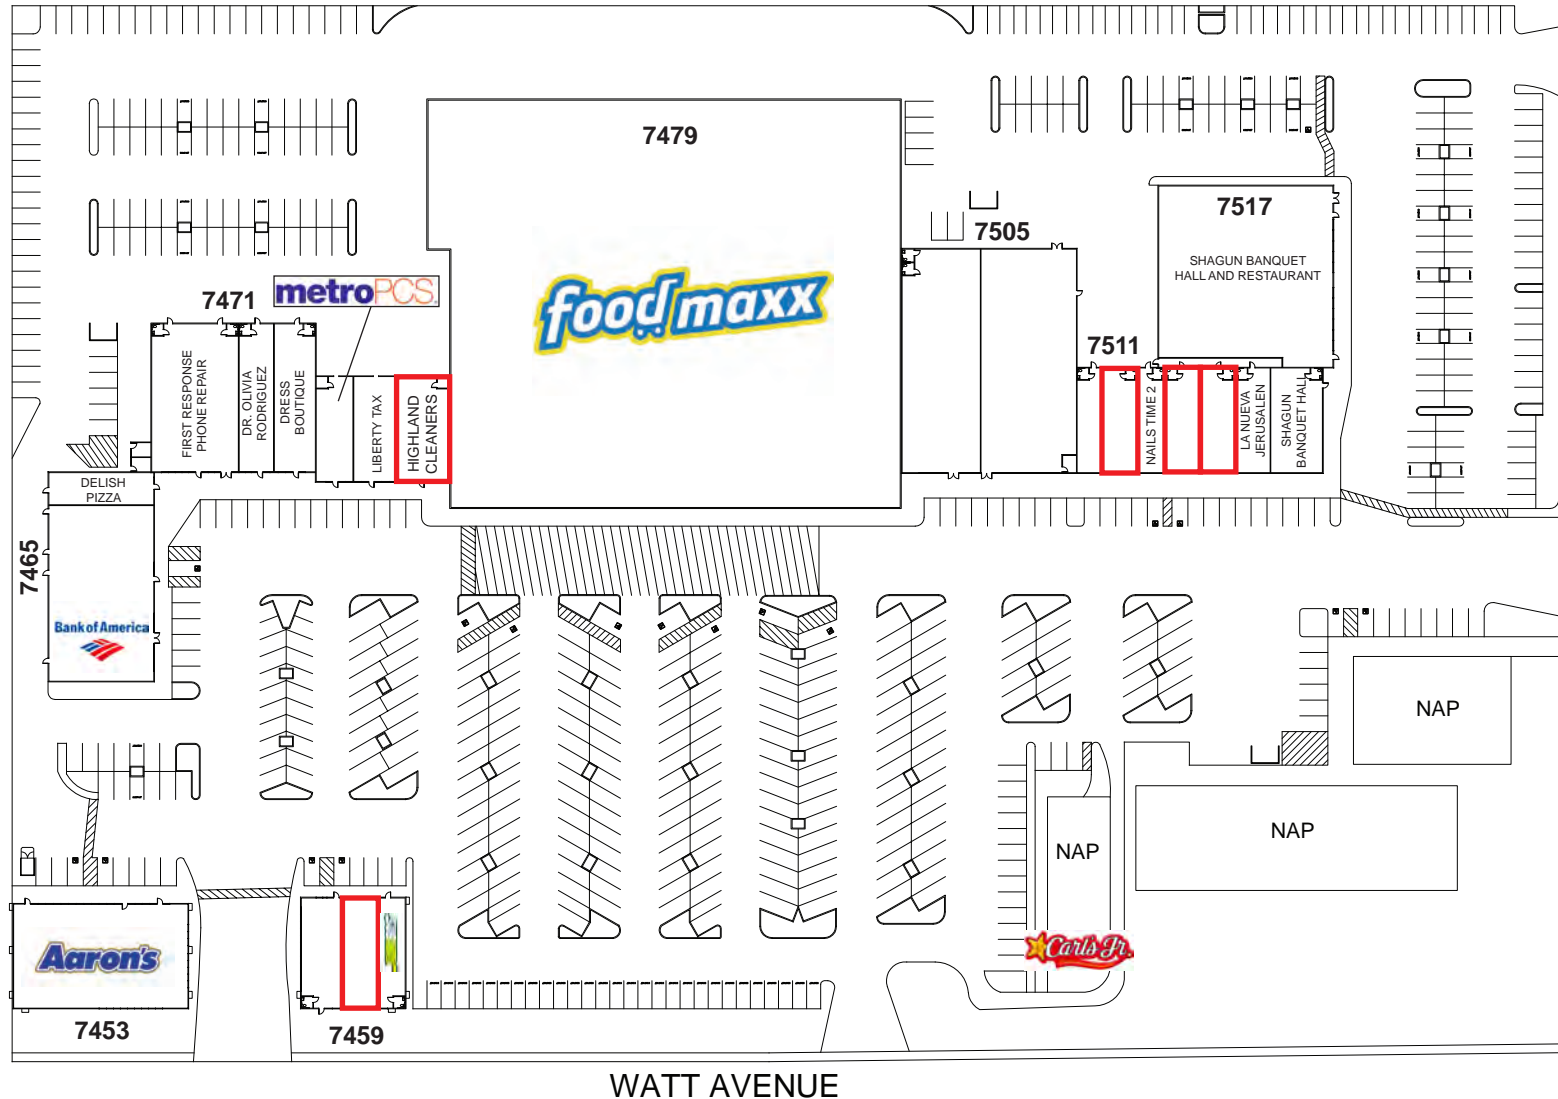 7479
7517
7505
SHAGUN BANQUET
HALL AND RESTAURANT
metroPCS.
7471
foodmaxx
7511
FIRST RESPONSE
PHONE REPAIR
DR. OLIVIA
RODRIGUEZ
DRESS
BOUTIQUE
LIBERTY TAX
HIGHLAND
CLEANERS
NAILS TIME 2
LA NUEVA
JERUSALEN
SHAGUN
BANQUET HALL
DELISH
PIZZA
7465
Bank of America
NAP
NAP
NAP
Aaron's
Carl's Jr.
7453
7459
WATT AVENUE